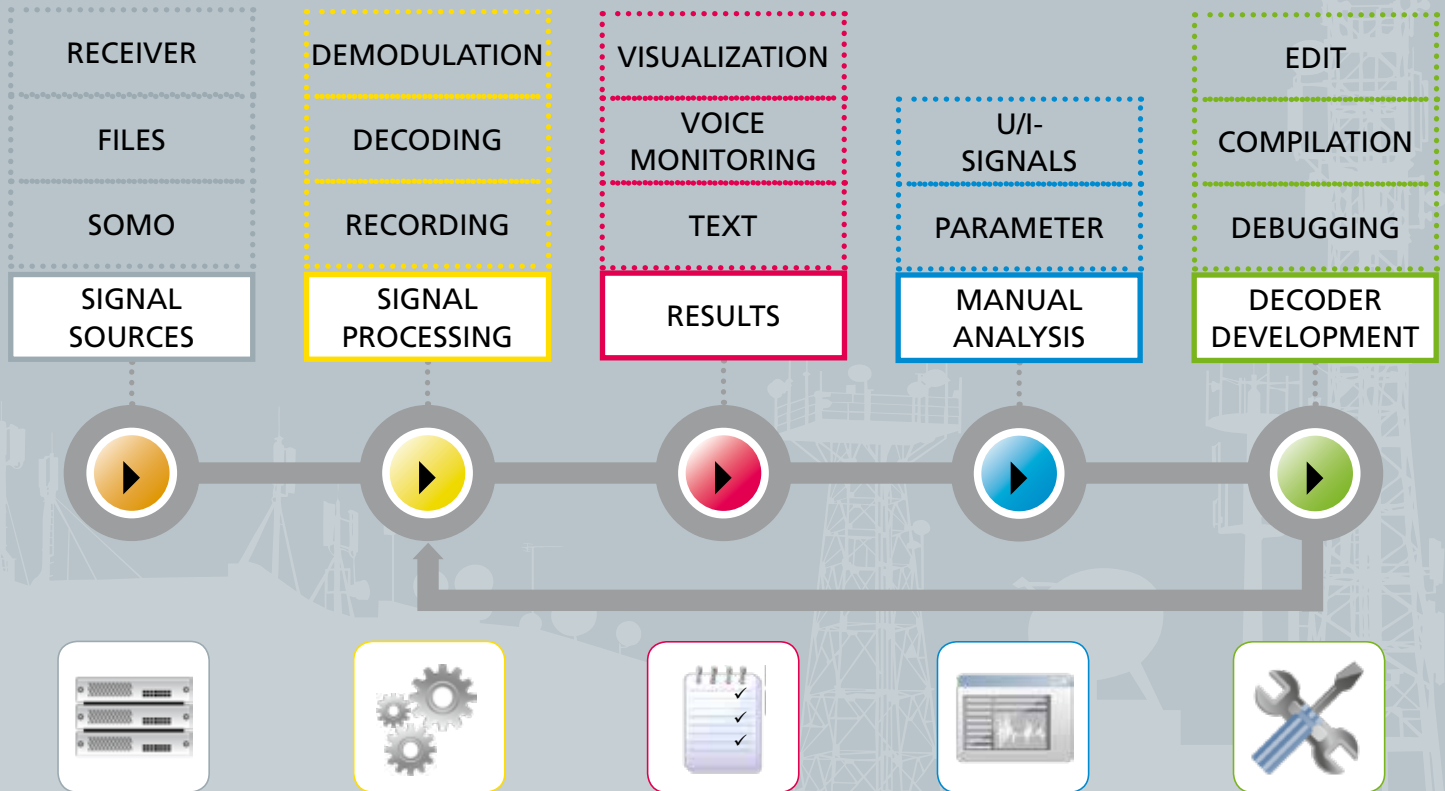 RECEIVER
FILES
SOMO
SIGNAL
SOURCES
DEMODULATION
DECODING
RECORDING
SIGNAL
PROCESSING
VISUALIZATION
VOICE
MONITORING
TEXT
RESULTS
U/I-
SIGNALS
PARAMETER
MANUAL
ANALYSIS
EDIT
COMPILATION
DEBUGGING
DECODER
DEVELOPMENT